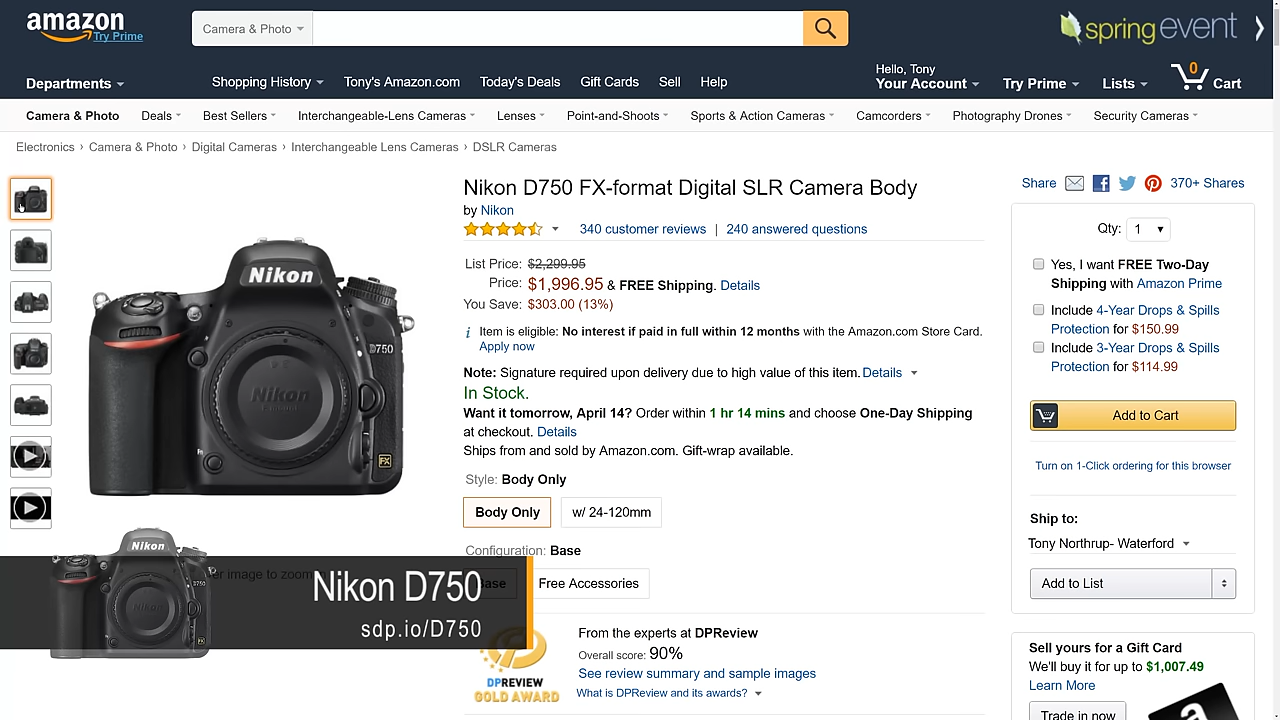 amazon
Try Prime
Camera & Photo
spring event
Departments
Shopping History
Tony's Amazon.com
Today's Deals
Gift Cards
Sell
Help
Hello, Tony
Your Account
Try Prime
Lists
0
Cart
Camera & Photo
Deals
Best Sellers
Interchangeable-Lens Cameras
Lenses
Point-and-Shoots
Sports & Action Cameras
Camcorders
Photography Drones
Security Cameras
Electronics › Camera & Photo › Digital Cameras › Interchangeable Lens Cameras › DSLR Cameras
Nikon
D750
Nikon
FX
Nikon D750 FX-format Digital SLR Camera Body
by Nikon
340 customer reviews | 240 answered questions
List Price: $2,299.95
Price: $1,996.95 & FREE Shipping. Details
You Save: $303.00 (13%)
Item is eligible: No interest if paid in full within 12 months with the Amazon.com Store Card.
Apply now
Note: Signature required upon delivery due to high value of this item. Details
In Stock.
Want it tomorrow, April 14? Order within 1 hr 14 mins and choose One-Day Shipping
at checkout. Details
Ships from and sold by Amazon.com. Gift-wrap available.
Style: Body Only
Body Only
w/ 24-120mm
Configuration: Base
Base
Free Accessories
From the experts at DPReview
Overall score: 90%
See review summary and sample images
What is DPReview and its awards?
DPREVIEW
GOLD AWARD
Share
370+ Shares
Qty: 1
Yes, I want FREE Two-Day
Shipping with Amazon Prime
Include 4-Year Drops & Spills
Protection for $150.99
Include 3-Year Drops & Spills
Protection for $114.99
Add to Cart
Turn on 1-Click ordering for this browser
Ship to:
Tony Northrup- Waterford
Add to List
Sell yours for a Gift Card
We'll buy it for up to $1,007.49
Learn More
Trade in now
a
image to zoom
Nikon
D750
Nikon D750
sdp.io/D750